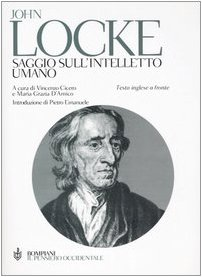 JOHN
LOCKE
SAGGIO SULL'INTELLETTO
UMANO
A cura di Vincenzo Cicero
e Maria Grazia D'Amico
Testo inglese a fronte
Introduzione di Pietro Emanuele
BOMPIANI
IL PENSIERO OCCIDENTALE